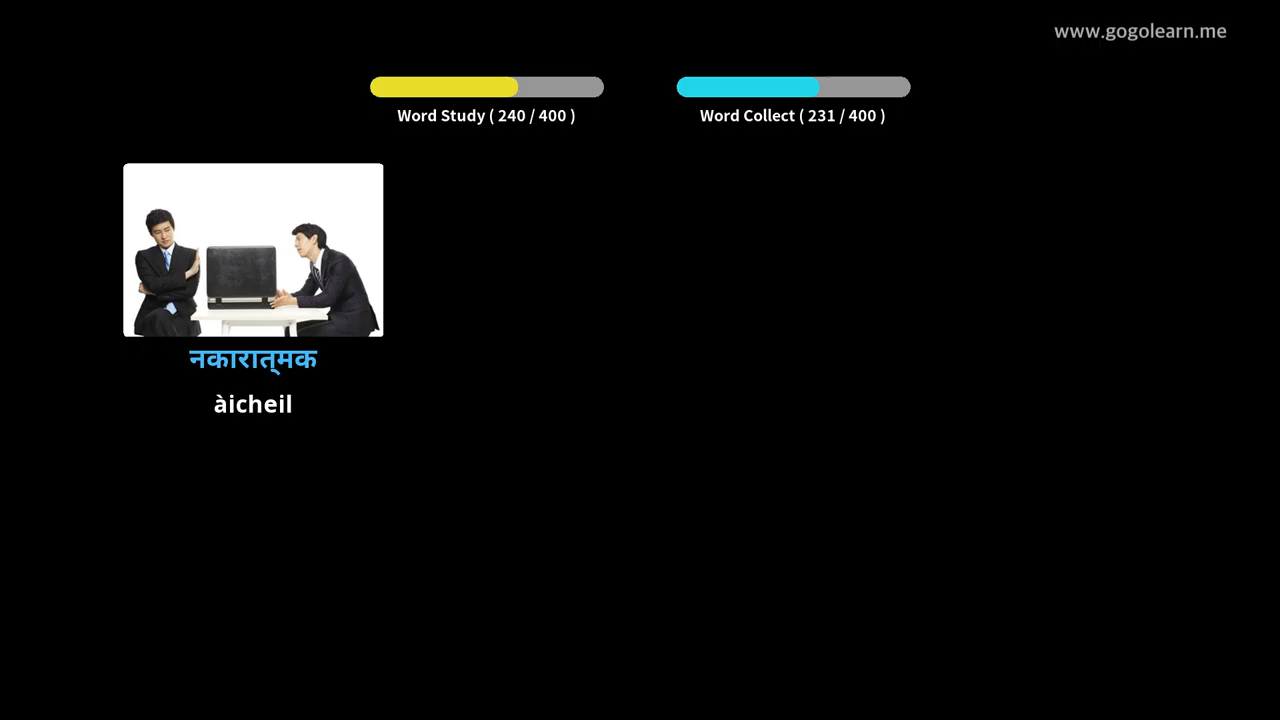 www.gogolearn.me
Word Study ( 240 / 400 )
Word Collect ( 231 / 400 )
नकारात्मक
àicheil